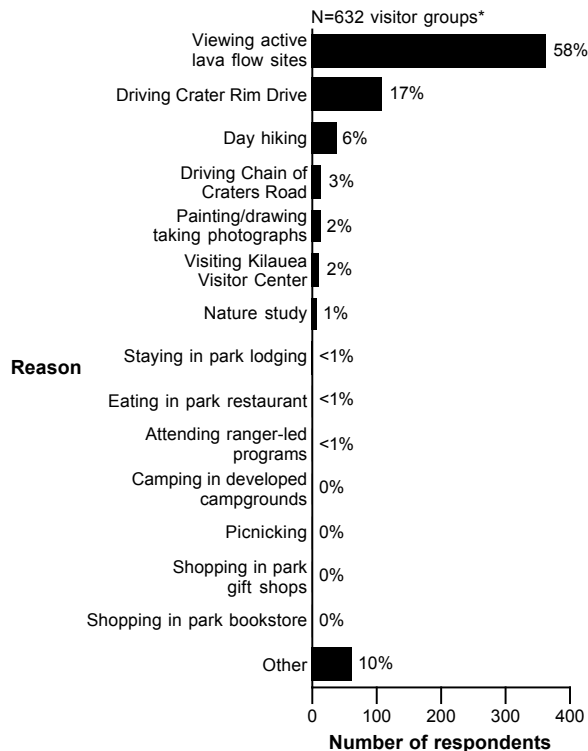 N=632 visitor groups*
Viewing active
lava flow sites
58%
Driving Crater Rim Drive
17%
Day hiking
6%
Driving Chain of
Craters Road
3%
Painting/drawing
taking photographs
2%
Visiting Kilauea
Visitor Center
2%
Nature study
1%
Reason
Staying in park lodging
<1%
Eating in park restaurant
<1%
Attending ranger-led
programs
<1%
Camping in developed
campgrounds
0%
Picnicking
0%
Shopping in park
gift shops
0%
Shopping in park bookstore
0%
Other
10%
0 100 200 300 400
Number of respondents